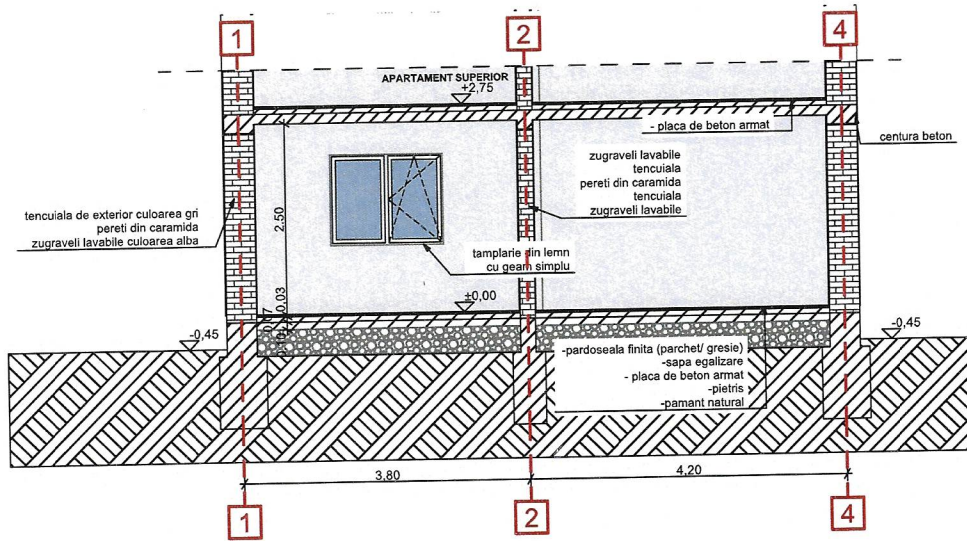 1
2
4
APARTAMENT SUPERIOR
+2,75
- placa de beton armat
centura beton
zugraveli lavabile
tencuiala
pereti din caramida
tencuiala
zugraveli lavabile
tencuiala de exterior culoarea gri
pereti din caramida
zugraveli lavabile culoarea alba
2,50
tamplarie din lemn
cu geam simplu
±0,00
0,03
-0,45
-0,45
-pardoseala finita (parchet/ gresie)
-sapa egalizare
- placa de beton armat
-pietris
-pamant natural
3,80
4,20
1
2
4